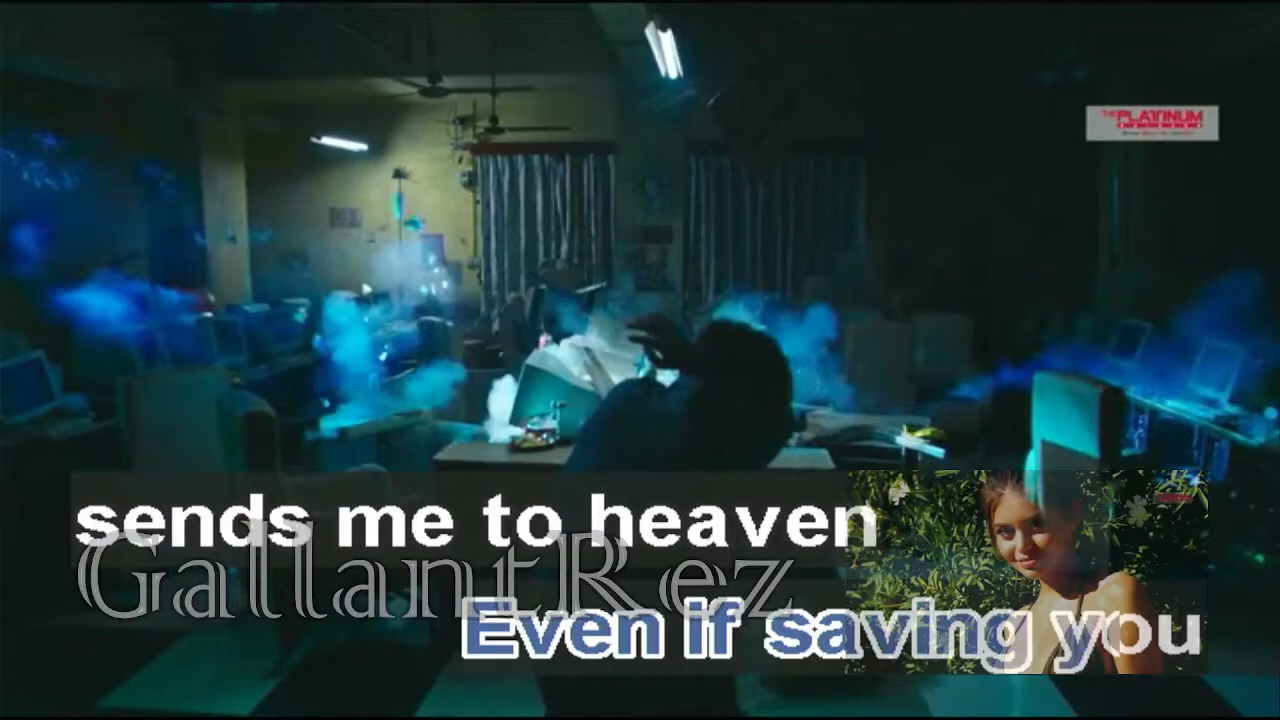 THE PLATINUM
sends me to heaven
GallantRez
Even if saving you